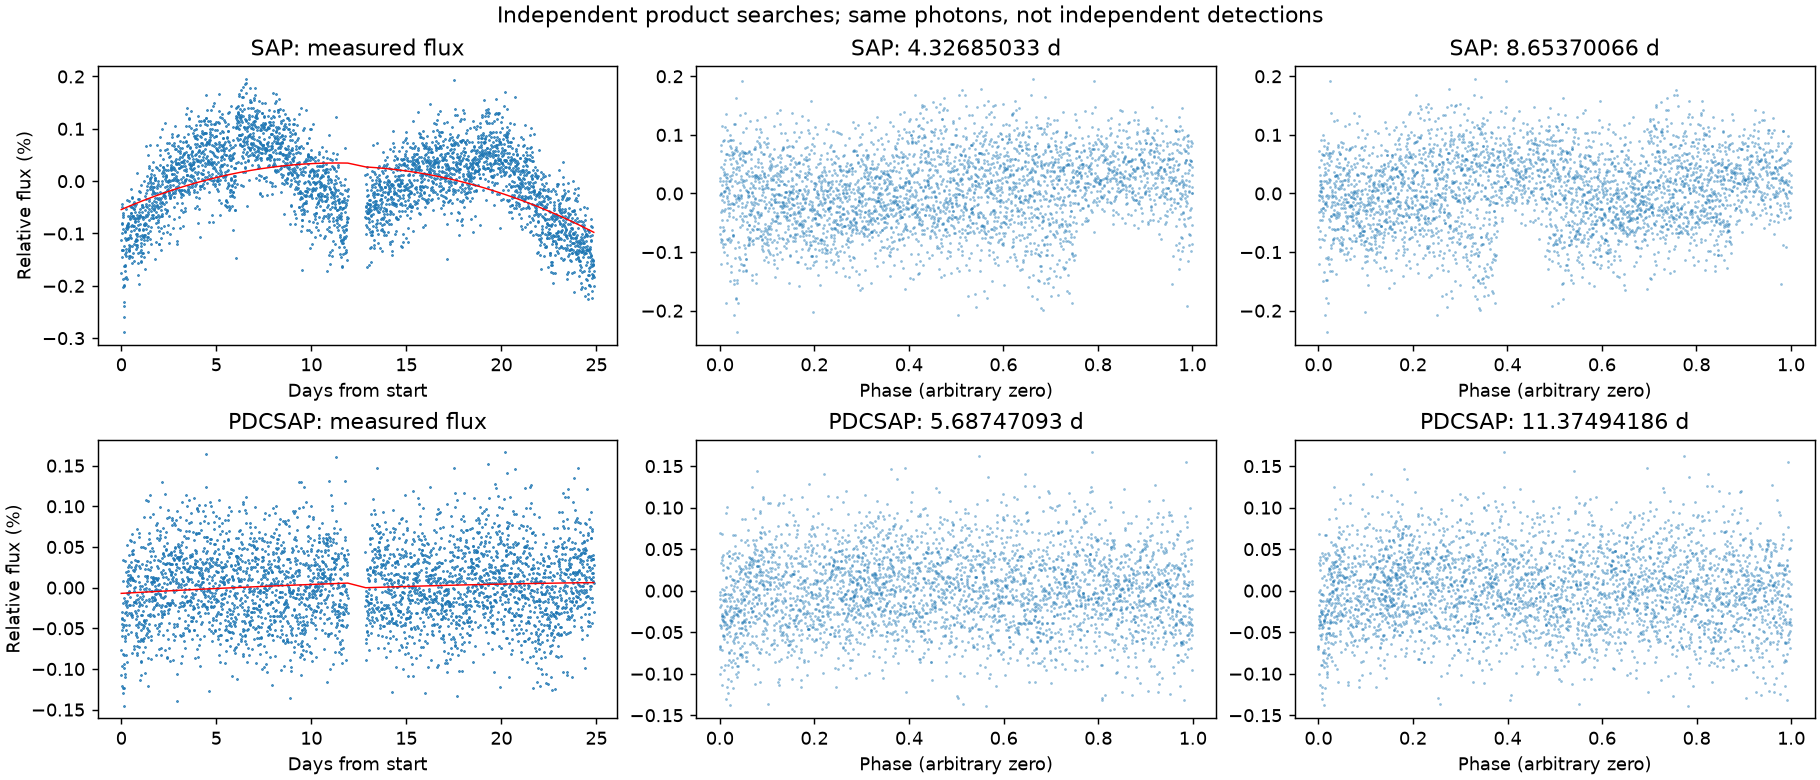 Independent product searches; same photons, not independent detections
SAP: measured flux
SAP: 4.32685033 d
SAP: 8.65370066 d
Relative flux (%)
0.2
0.1
0.0
−0.1
−0.2
−0.3
0 5 10 15 20 25
Days from start
0.2
0.1
0.0
−0.1
−0.2
0.0 0.2 0.4 0.6 0.8 1.0
Phase (arbitrary zero)
0.2
0.1
0.0
−0.1
−0.2
0.0 0.2 0.4 0.6 0.8 1.0
Phase (arbitrary zero)
PDCSAP: measured flux
PDCSAP: 5.68747093 d
PDCSAP: 11.37494186 d
Relative flux (%)
0.15
0.10
0.05
0.00
−0.05
−0.10
−0.15
0 5 10 15 20 25
Days from start
0.15
0.10
0.05
0.00
−0.05
−0.10
−0.15
0.0 0.2 0.4 0.6 0.8 1.0
Phase (arbitrary zero)
0.15
0.10
0.05
0.00
−0.05
−0.10
−0.15
0.0 0.2 0.4 0.6 0.8 1.0
Phase (arbitrary zero)